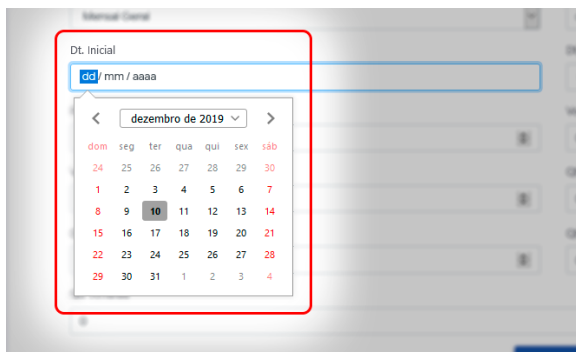 Mensal Geral
Dt. Inicial
dd / mm / aaaa
dezembro de 2019
dom seg ter qua qui sex sáb
24 25 26 27 28 29 30
1 2 3 4 5 6 7
8 9 10 11 12 13 14
15 16 17 18 19 20 21
22 23 24 25 26 27 28
29 30 31 1 2 3 4
0